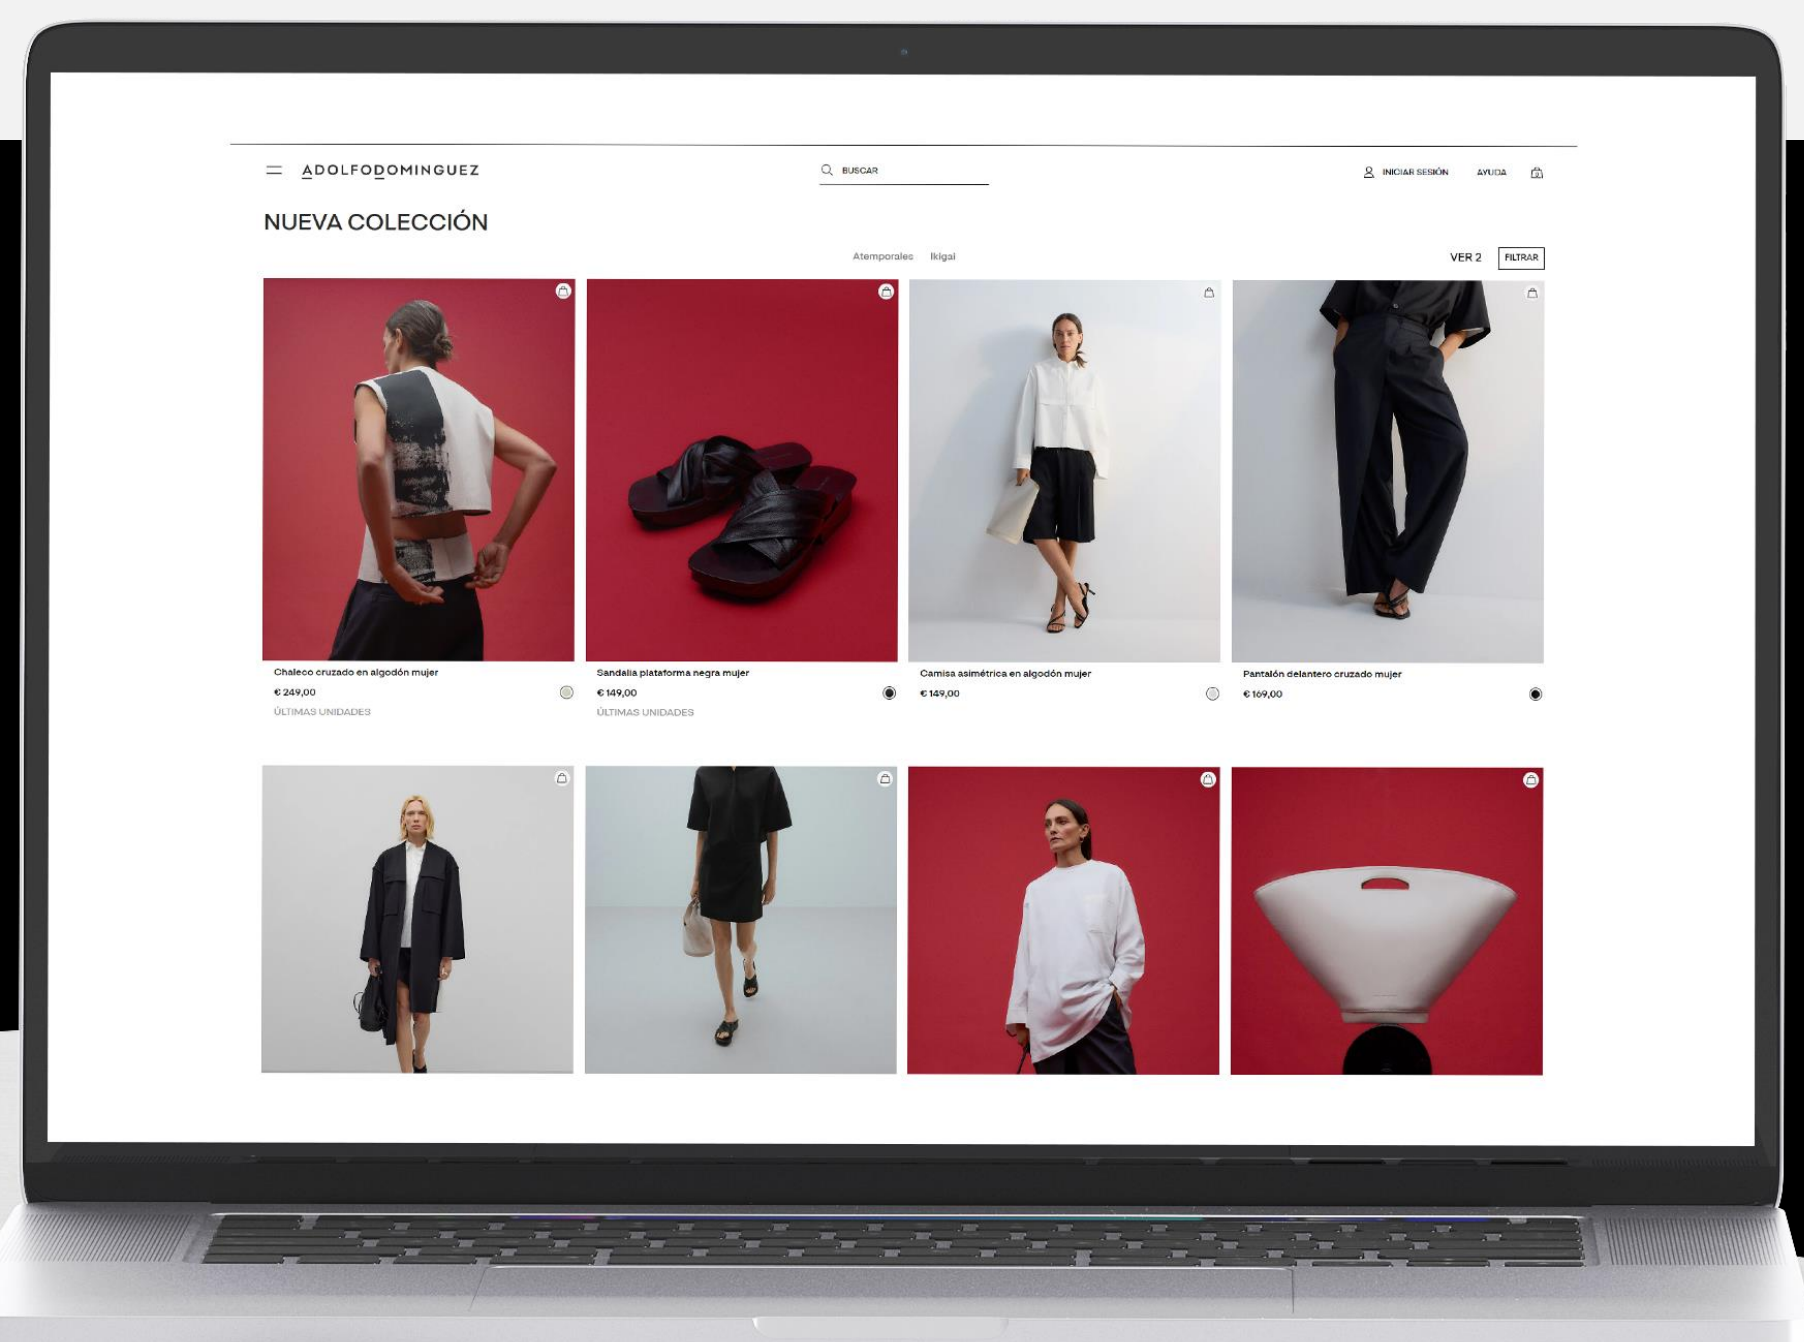 ADOLFODOMINGUEZ
BUSCAR
INICIAR SESIÓN
AYUDA
NUEVA COLECCIÓN
Atemporales Ikigai
VER 2
FILTRAR
Chaleco cruzado en algodón mujer
€ 249,00
ÚLTIMAS UNIDADES
Sandalia plataforma negra mujer
€ 149,00
ÚLTIMAS UNIDADES
Camisa asimétrica en algodón mujer
€ 149,00
Pantalón delantero cruzado mujer
€ 169,00